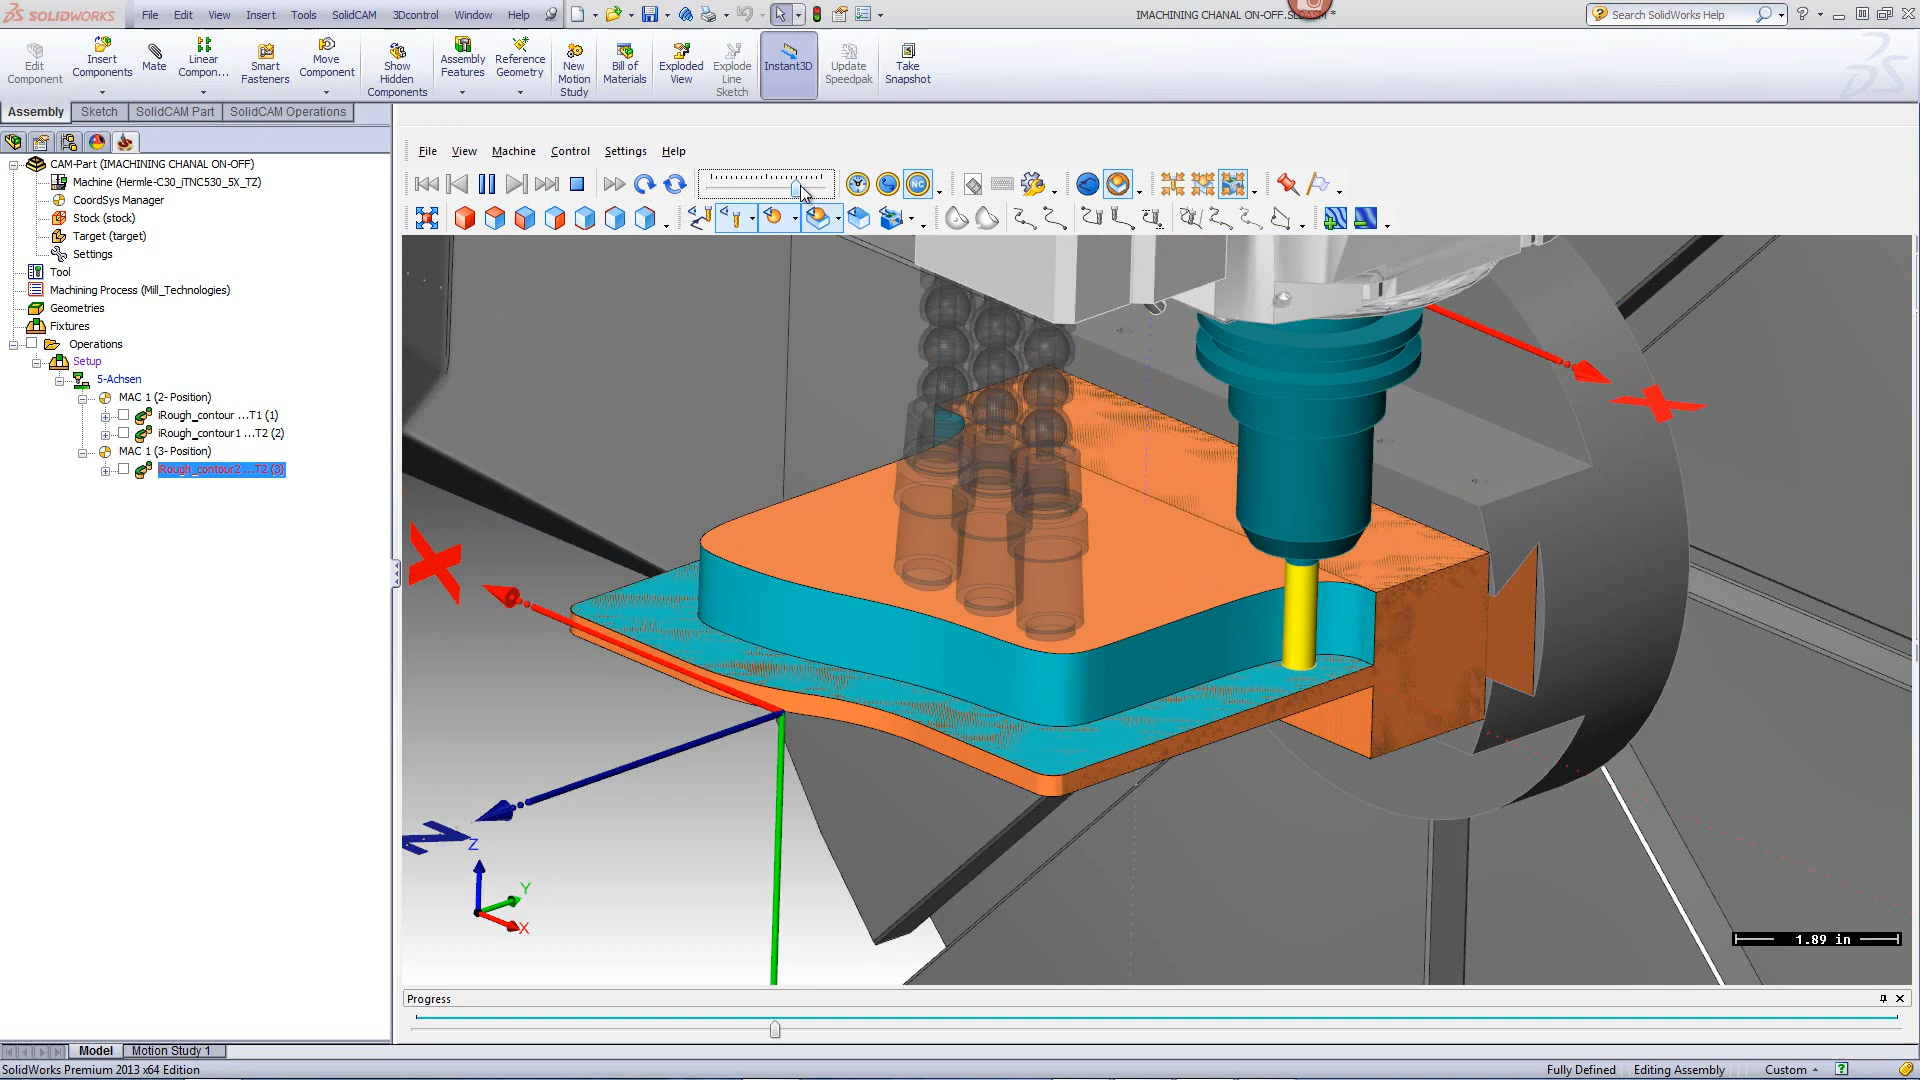 SOLIDWORKS File Edit View Insert Tools SolidCAM 3Dcontrol Window Help IMACHINING CHANAL ON-OFF.SLDASM * Search SolidWorks Help
Edit Component
Insert Components
Mate
Linear Compon...
Smart Fasteners
Move Component
Show Hidden Components
Assembly Features
Reference Geometry
New Motion Study
Bill of Materials
Exploded View
Explode Line Sketch
Instant3D
Update Speedpak
Take Snapshot
Assembly Sketch SolidCAM Part SolidCAM Operations
CAM-Part (IMACHINING CHANAL ON-OFF)
Machine (Hermle-C30_iTNC530_5X_TZ)
CoordSys Manager
Stock (stock)
Target (target)
Settings
Tool
Machining Process (Mill_Technologies)
Geometries
Fixtures
Operations
Setup
5-Achsen
MAC 1 (2- Position)
iRough_contour ...T1 (1)
iRough_contour1 ...T2 (2)
MAC 1 (3- Position)
iRough_contour2 ...T2 (3)
File View Machine Control Settings Help
NC
X
X
Z
Z
Y
X
1.89 in
Progress
Model Motion Study 1
SolidWorks Premium 2013 x64 Edition Fully Defined Editing Assembly Custom